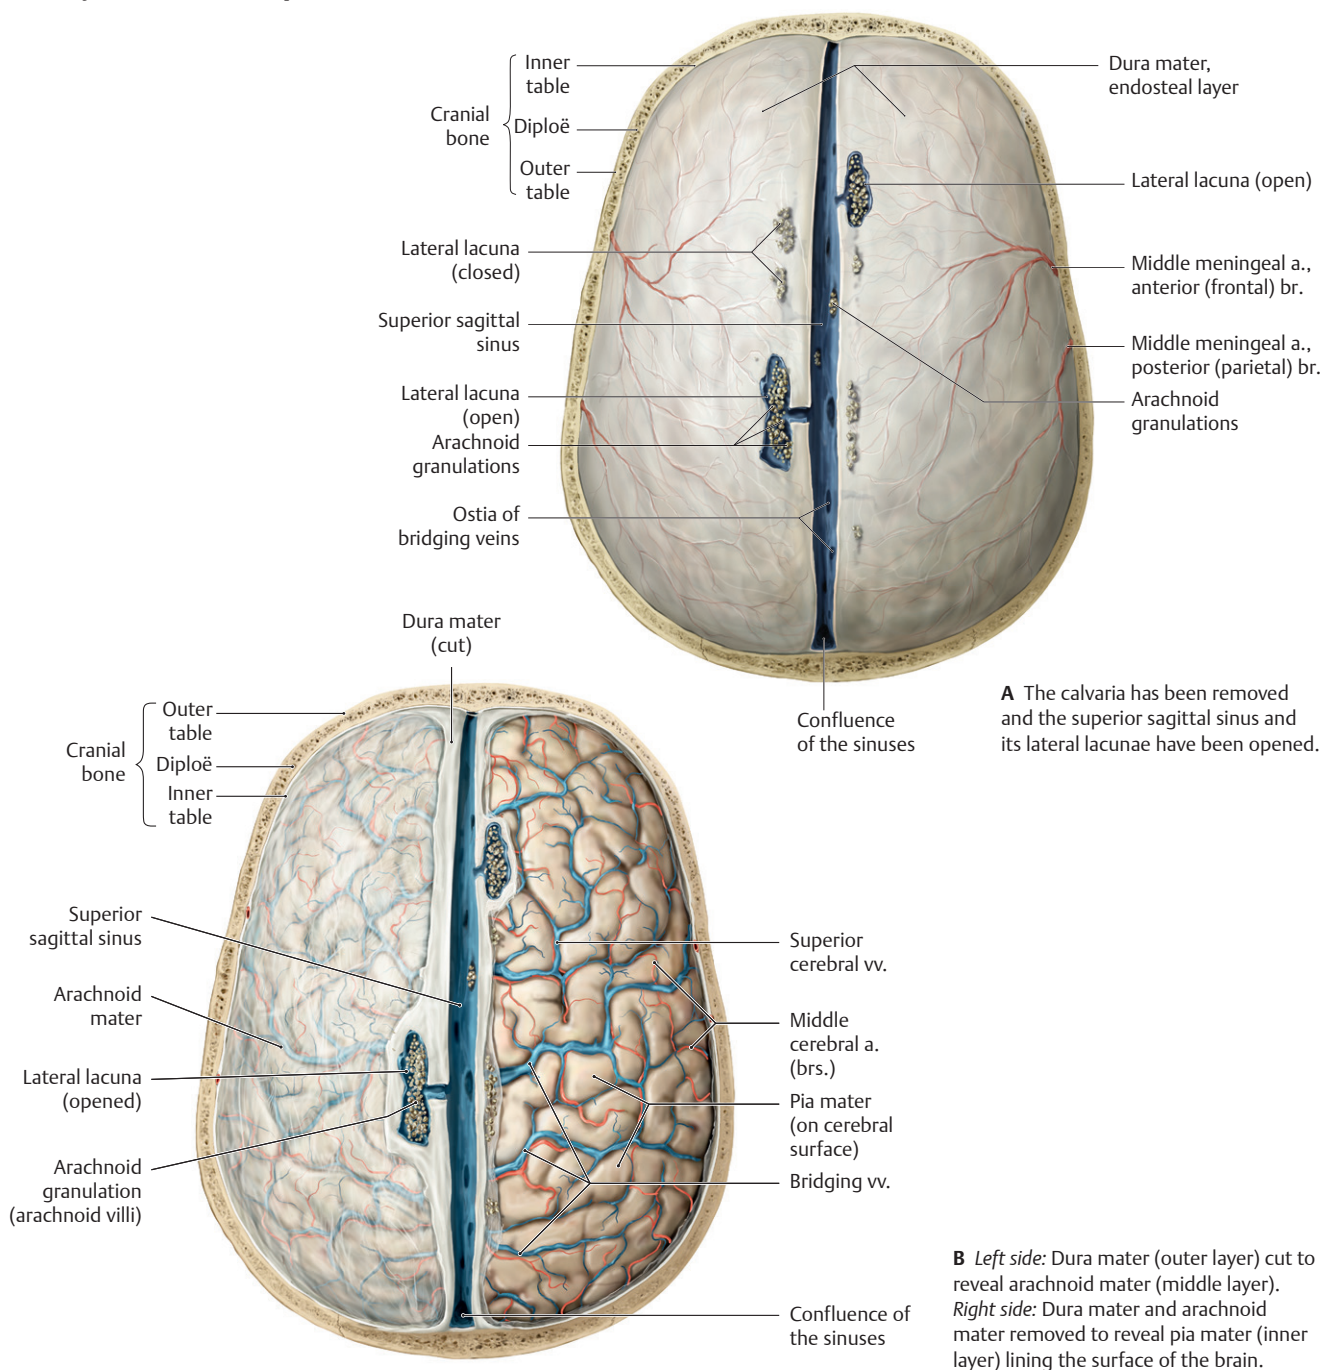 Inner
table
Cranial
bone
Diploë
Outer
table
Lateral lacuna
(closed)
Superior sagittal
sinus
Lateral lacuna
(open)
Arachnoid
granulations
Ostia of
bridging veins
Dura mater,
endosteal layer
Lateral lacuna (open)
Middle meningeal a.,
anterior (frontal) br.
Middle meningeal a.,
posterior (parietal) br.
Arachnoid
granulations
Confluence
of the sinuses
A The calvaria has been removed
and the superior sagittal sinus and
its lateral lacunae have been opened.
Dura mater
(cut)
Outer
table
Cranial
bone
Diploë
Inner
table
Superior
sagittal sinus
Arachnoid
mater
Lateral lacuna
(opened)
Arachnoid
granulation
(arachnoid villi)
Superior
cerebral vv.
Middle
cerebral a.
(brs.)
Pia mater
(on cerebral
surface)
Bridging vv.
Confluence of
the sinuses
B Left side: Dura mater (outer layer) cut to
reveal arachnoid mater (middle layer).
Right side: Dura mater and arachnoid
mater removed to reveal pia mater (inner
layer) lining the surface of the brain.